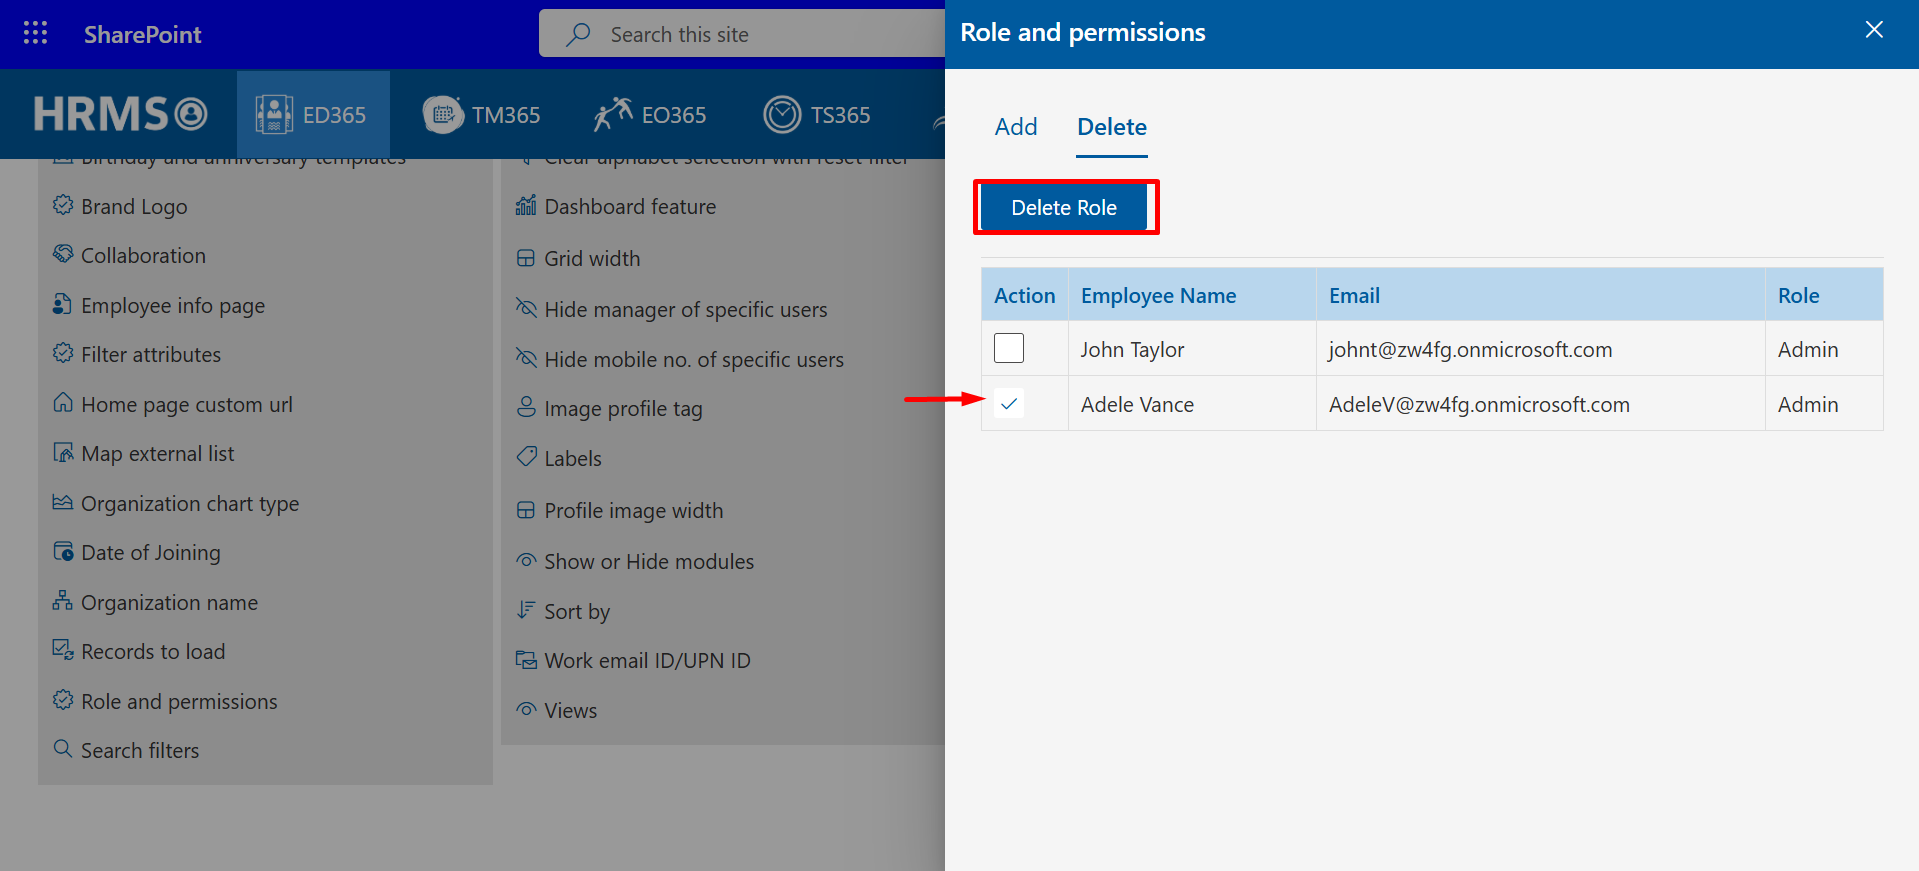 SharePoint
Search this site
Role and permissions
HRMS
ED365
TM365
EO365
TS365
Birthday and anniversary templates
Brand Logo
Collaboration
Employee info page
Filter attributes
Home page custom url
Map external list
Organization chart type
Date of Joining
Organization name
Records to load
Role and permissions
Search filters
Clear alphabet selection with reset filter
Dashboard feature
Grid width
Hide manager of specific users
Hide mobile no. of specific users
Image profile tag
Labels
Profile image width
Show or Hide modules
Sort by
Work email ID/UPN ID
Views
Add Delete
Delete Role
Action Employee Name Email Role
John Taylor johnt@zw4fg.onmicrosoft.com Admin
Adele Vance AdeleV@zw4fg.onmicrosoft.com Admin